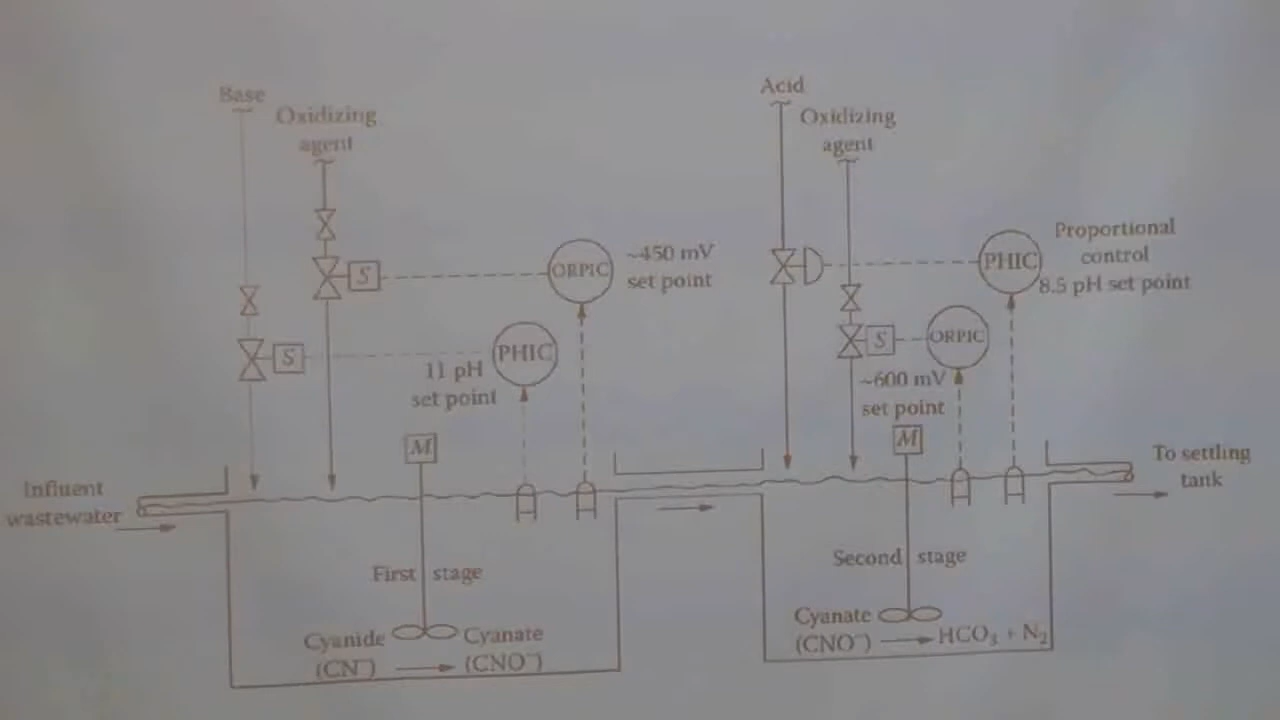 Base
Oxidizing
agent
S
ORPIC
~450 mV
set point
S
PHIC
11 pH
set point
M
Influent
wastewater
First stage
Cyanide
(CN⁻)
Cyanate
(CNO⁻)
Acid
Oxidizing
agent
PHIC
Proportional
control
8.5 pH set point
S
ORPIC
~600 mV
set point
M
To settling
tank
Second stage
Cyanate
(CNO⁻)
HCO₃ + N₂